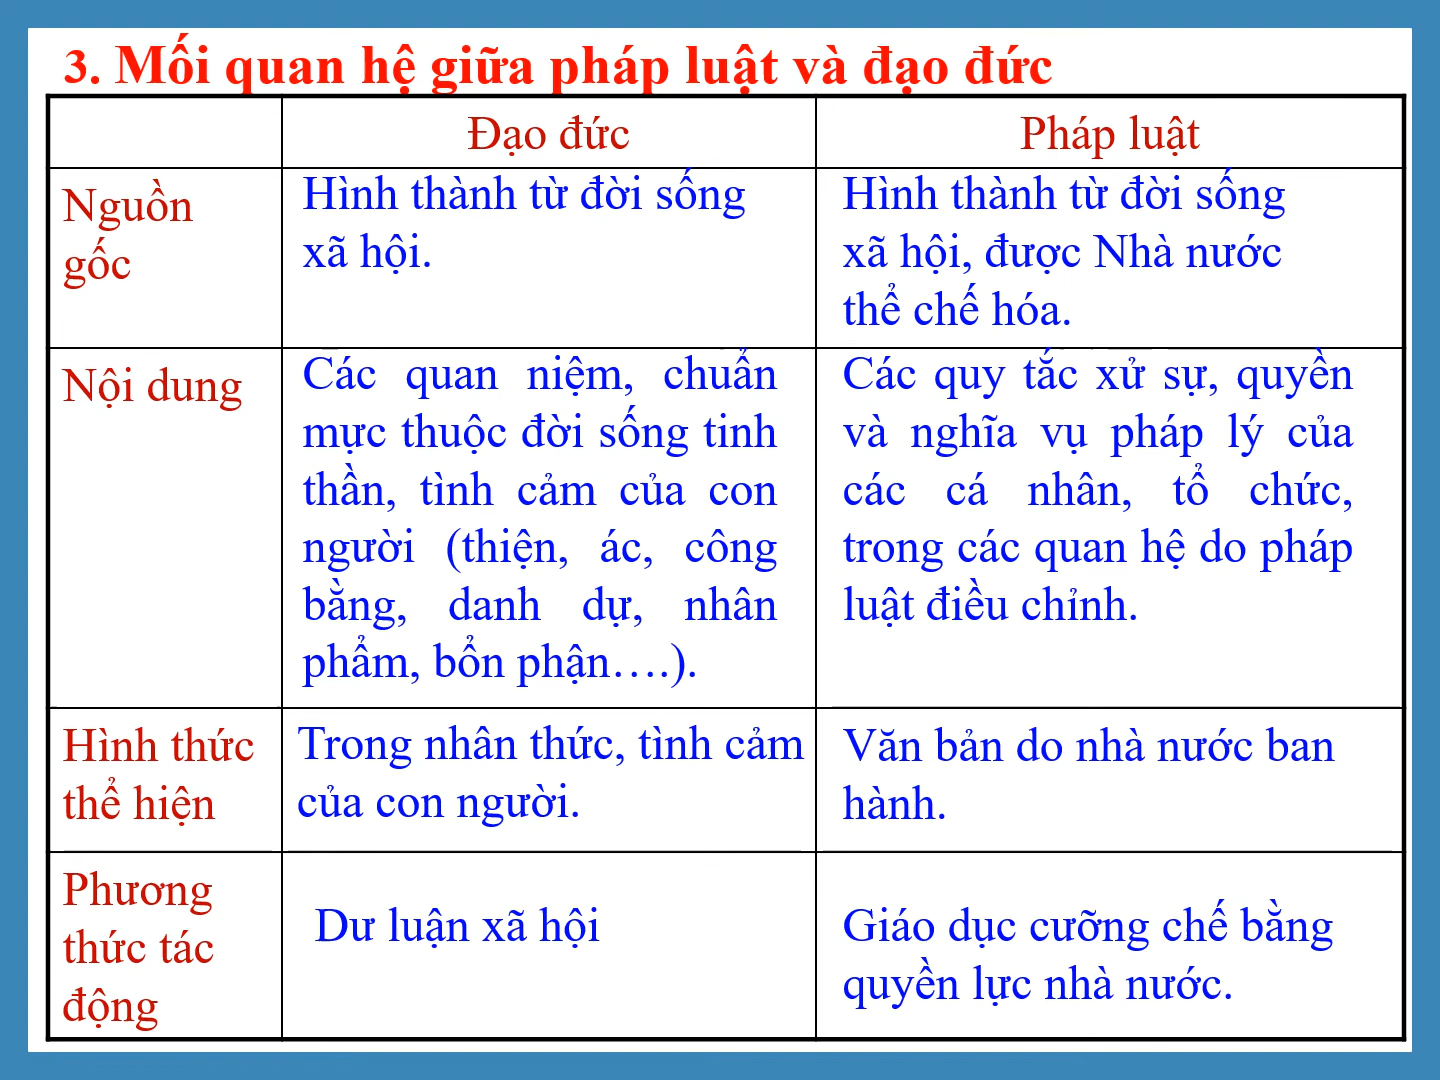 3. Mối quan hệ giữa pháp luật và đạo đức
Đạo đức
Pháp luật
Nguồn
gốc
Hình thành từ đời sống
xã hội.
Hình thành từ đời sống
xã hội, được Nhà nước
thể chế hóa.
Nội dung
Các quan niệm, chuẩn
mực thuộc đời sống tinh
thần, tình cảm của con
người (thiện, ác, công
bằng, danh dự, nhân
phẩm, bổn phận….).
Các quy tắc xử sự, quyền
và nghĩa vụ pháp lý của
các cá nhân, tổ chức,
trong các quan hệ do pháp
luật điều chỉnh.
Hình thức
thể hiện
Trong nhân thức, tình cảm
của con người.
Văn bản do nhà nước ban
hành.
Phương
thức tác
động
Dư luận xã hội
Giáo dục cưỡng chế bằng
quyền lực nhà nước.